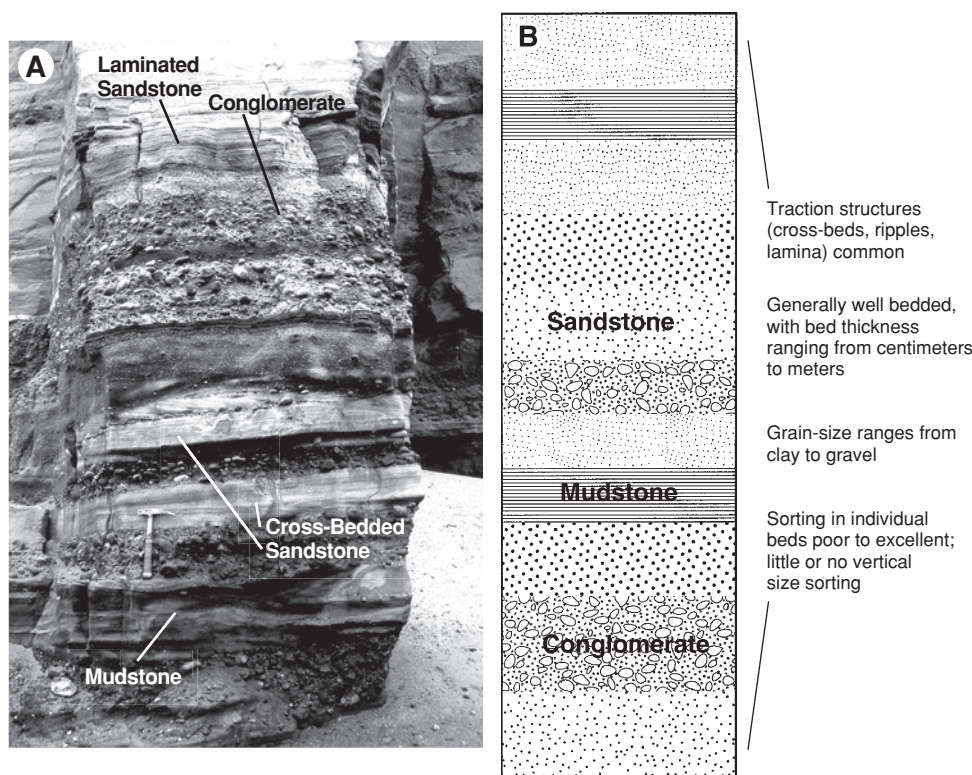 A
Laminated
Sandstone
Conglomerate
Cross-Bedded
Sandstone
Mudstone
B
Sandstone
Mudstone
Conglomerate
Traction structures
(cross-beds, ripples,
lamina) common
Generally well bedded,
with bed thickness
ranging from centimeters
to meters
Grain-size ranges from
clay to gravel
Sorting in individual
beds poor to excellent;
little or no vertical
size sorting